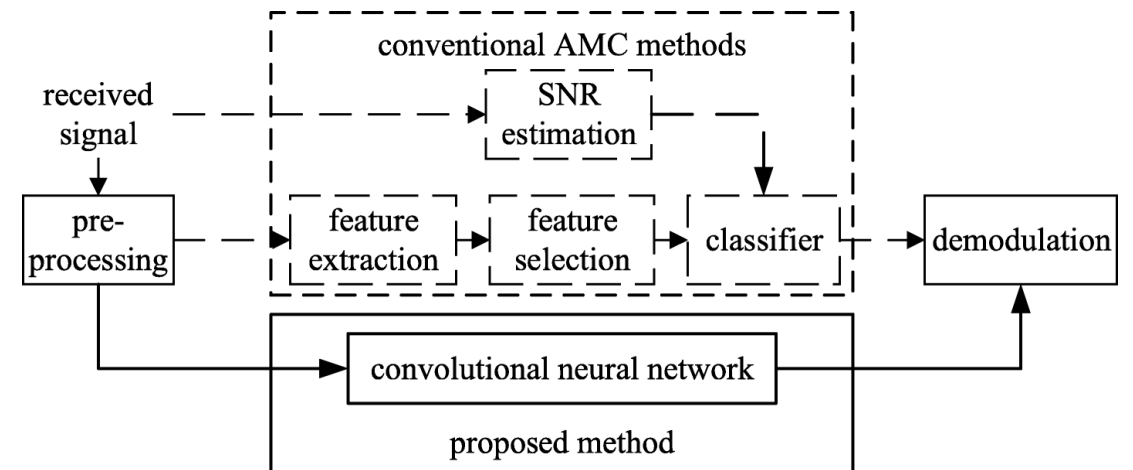 conventional AMC methods
received
signal
SNR
estimation
pre-
processing
feature
extraction
feature
selection
classifier
demodulation
convolutional neural network
proposed method